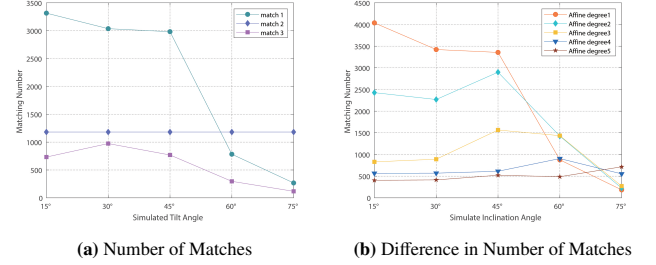 3500
3000
2500
2000
1500
1000
500
0
Matching Number
15°
30°
45°
60°
75°
Simulated Tilt Angle
match 1
match 2
match 3
(a) Number of Matches
4500
4000
3500
3000
2500
2000
1500
1000
500
0
Matching Number
15°
30°
45°
60°
75°
Simulate Inclination Angle
Affine degree1
Affine degree2
Affine degree3
Affine degree4
Affine degree5
(b) Difference in Number of Matches